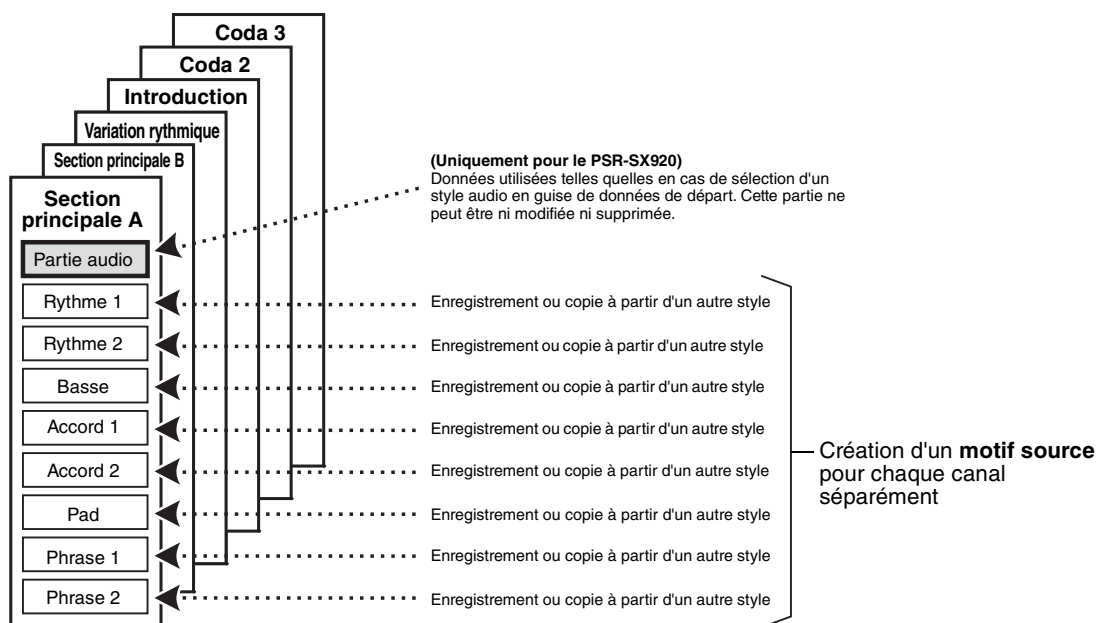 Coda 3
Coda 2
Introduction
Variation rythmique
Section principale B
Section
principale A
Partie audio
Rythme 1
Rythme 2
Basse
Accord 1
Accord 2
Pad
Phrase 1
Phrase 2
(Uniquement pour le PSR-SX920)
Données utilisées telles quelles en cas de sélection d'un
style audio en guise de données de départ. Cette partie ne
peut être ni modifiée ni supprimée.
Enregistrement ou copie à partir d'un autre style
Enregistrement ou copie à partir d'un autre style
Enregistrement ou copie à partir d'un autre style
Enregistrement ou copie à partir d'un autre style
Enregistrement ou copie à partir d'un autre style
Enregistrement ou copie à partir d'un autre style
Enregistrement ou copie à partir d'un autre style
Enregistrement ou copie à partir d'un autre style
Création d'un motif source
pour chaque canal
séparément